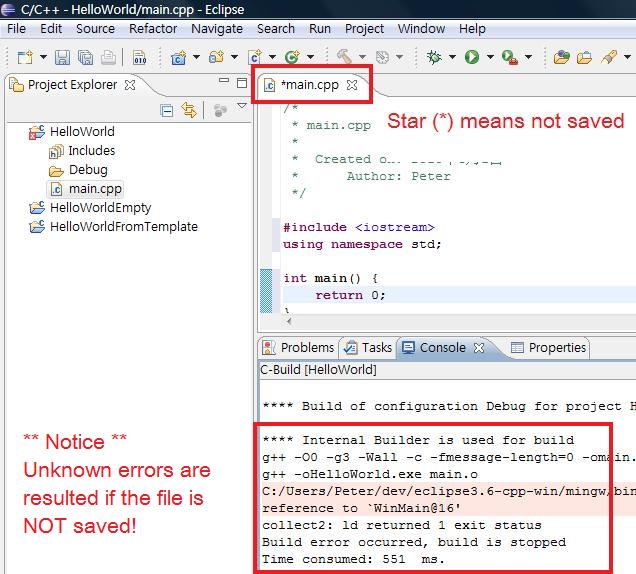 C/C++ - HelloWorld/main.cpp - Eclipse
File Edit Source Refactor Navigate Search Run Project Window Help
Project Explorer
HelloWorld
Includes
Debug
main.cpp
HelloWorldEmpty
HelloWorldFromTemplate
*main.cpp
Star (*) means not saved
/*
* main.cpp
*
* Created on:
* Author: Peter
*/
#include <iostream>
using namespace std;
int main() {
return 0;
}
Problems Tasks Console Properties
C-Build [HelloWorld]
**** Build of configuration Debug for project H
**** Internal Builder is used for build
g++ -O0 -g3 -Wall -c -fmessage-length=0 -omain.
g++ -oHelloWorld.exe main.o
C:/Users/Peter/dev/eclipse3.6-cpp-win/mingw/bin
reference to `WinMain@16'
collect2: ld returned 1 exit status
Build error occurred, build is stopped
Time consumed: 551 ms.
** Notice **
Unknown errors are
resulted if the file is
NOT saved!